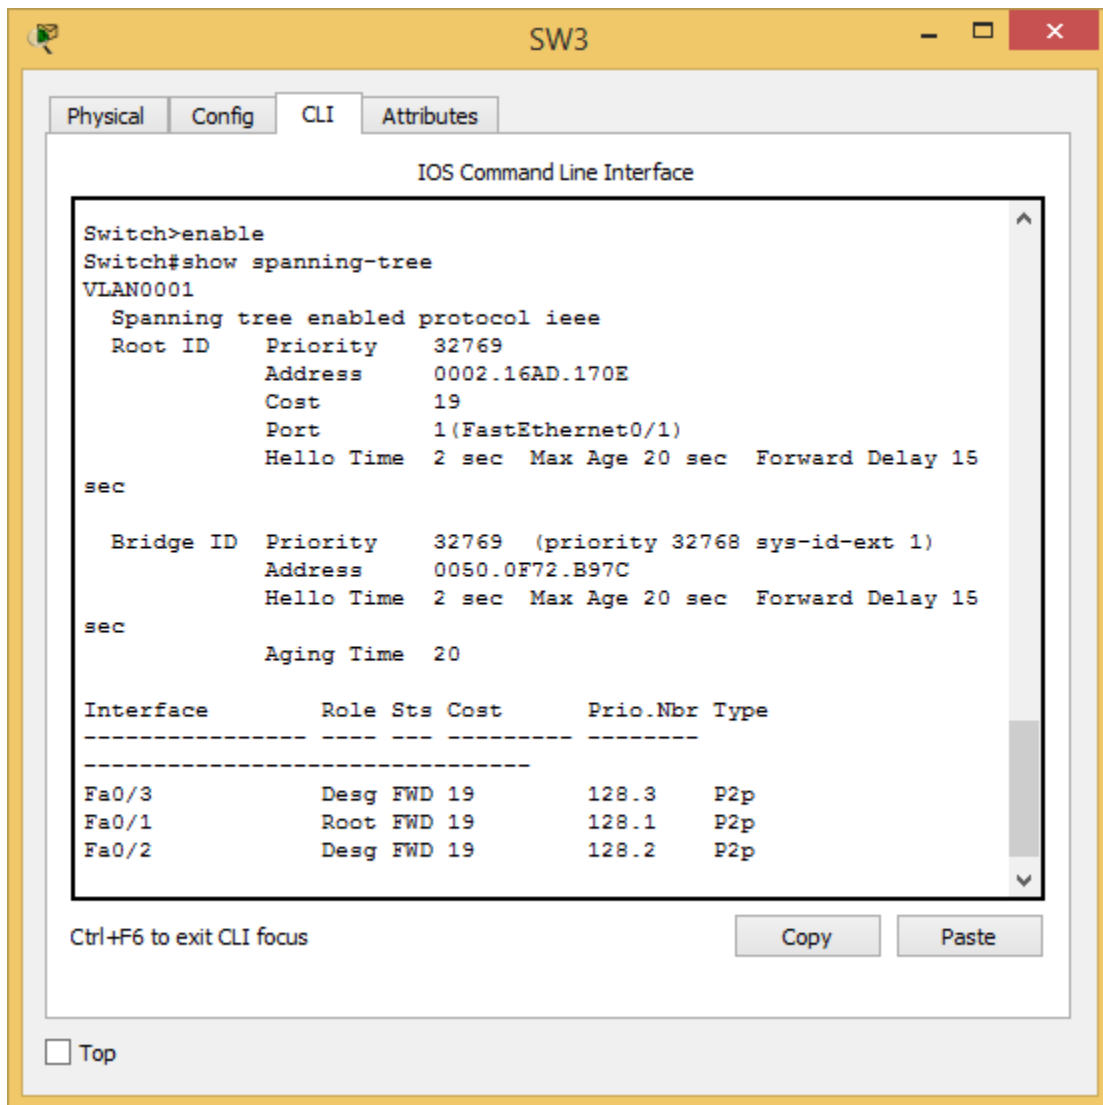 SW3
Physical Config CLI Attributes
IOS Command Line Interface
Switch>enable
Switch#show spanning-tree
VLAN0001
  Spanning tree enabled protocol ieee
  Root ID    Priority    32769
             Address     0002.16AD.170E
             Cost        19
             Port        1(FastEthernet0/1)
             Hello Time  2 sec  Max Age 20 sec  Forward Delay 15
sec
  Bridge ID  Priority    32769  (priority 32768 sys-id-ext 1)
             Address     0050.0F72.B97C
             Hello Time  2 sec  Max Age 20 sec  Forward Delay 15
sec
             Aging Time  20
Interface        Role Sts Cost      Prio.Nbr Type
---------------- ---- --- --------- --------
--------------------------------
Fa0/3            Desg FWD 19        128.3    P2p
Fa0/1            Root FWD 19        128.1    P2p
Fa0/2            Desg FWD 19        128.2    P2p
Ctrl+F6 to exit CLI focus Copy Paste
Top